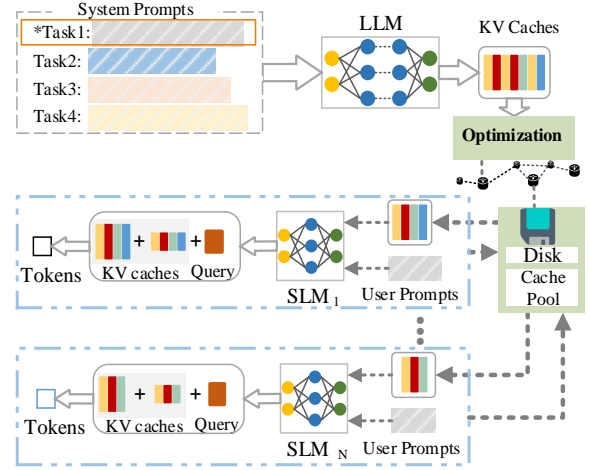 System Prompts
*Task1:
Task2:
Task3:
Task4:
LLM
KV Caches
Optimization
Disk
Cache
Pool
+
+
Tokens
KV caches
Query
SLM 1
User Prompts
+
+
Tokens
KV caches
Query
SLM N
User Prompts